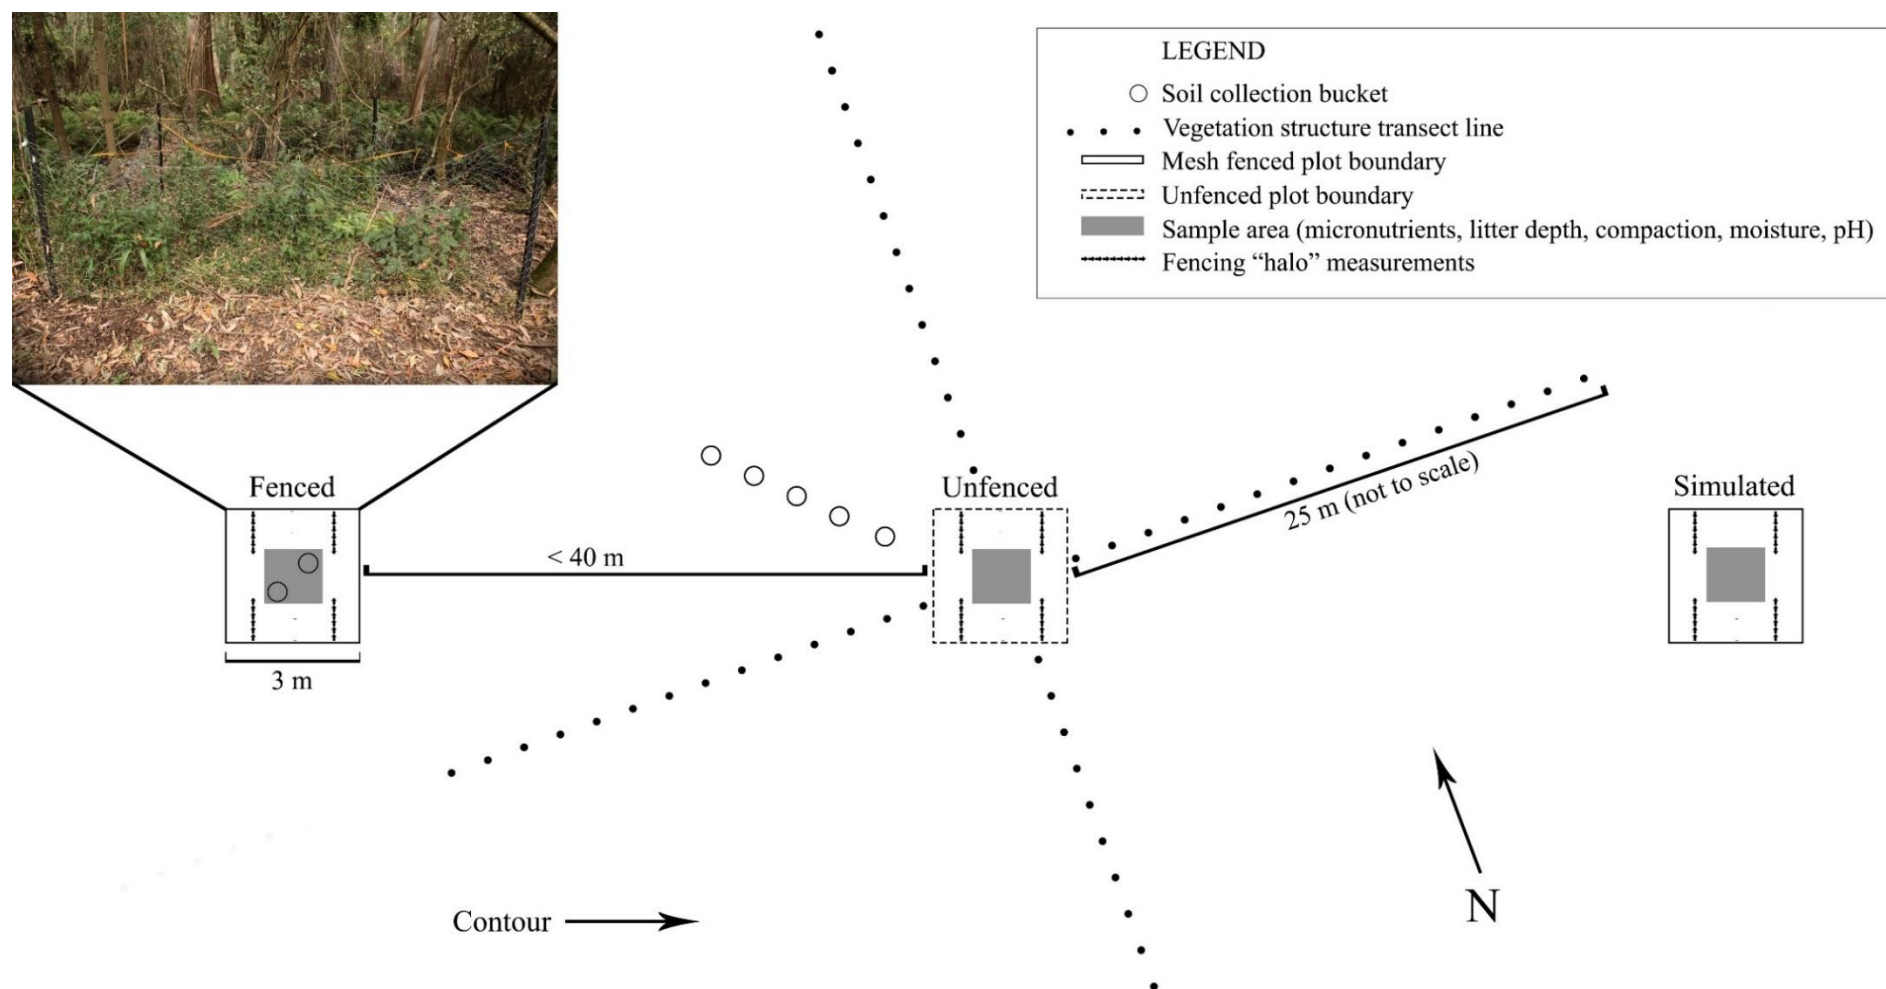 LEGEND
Soil collection bucket
Vegetation structure transect line
Mesh fenced plot boundary
Unfenced plot boundary
Sample area (micronutrients, litter depth, compaction, moisture, pH)
Fencing “halo” measurements
Fenced
Unfenced
Simulated
25 m (not to scale)
< 40 m
3 m
Contour
N